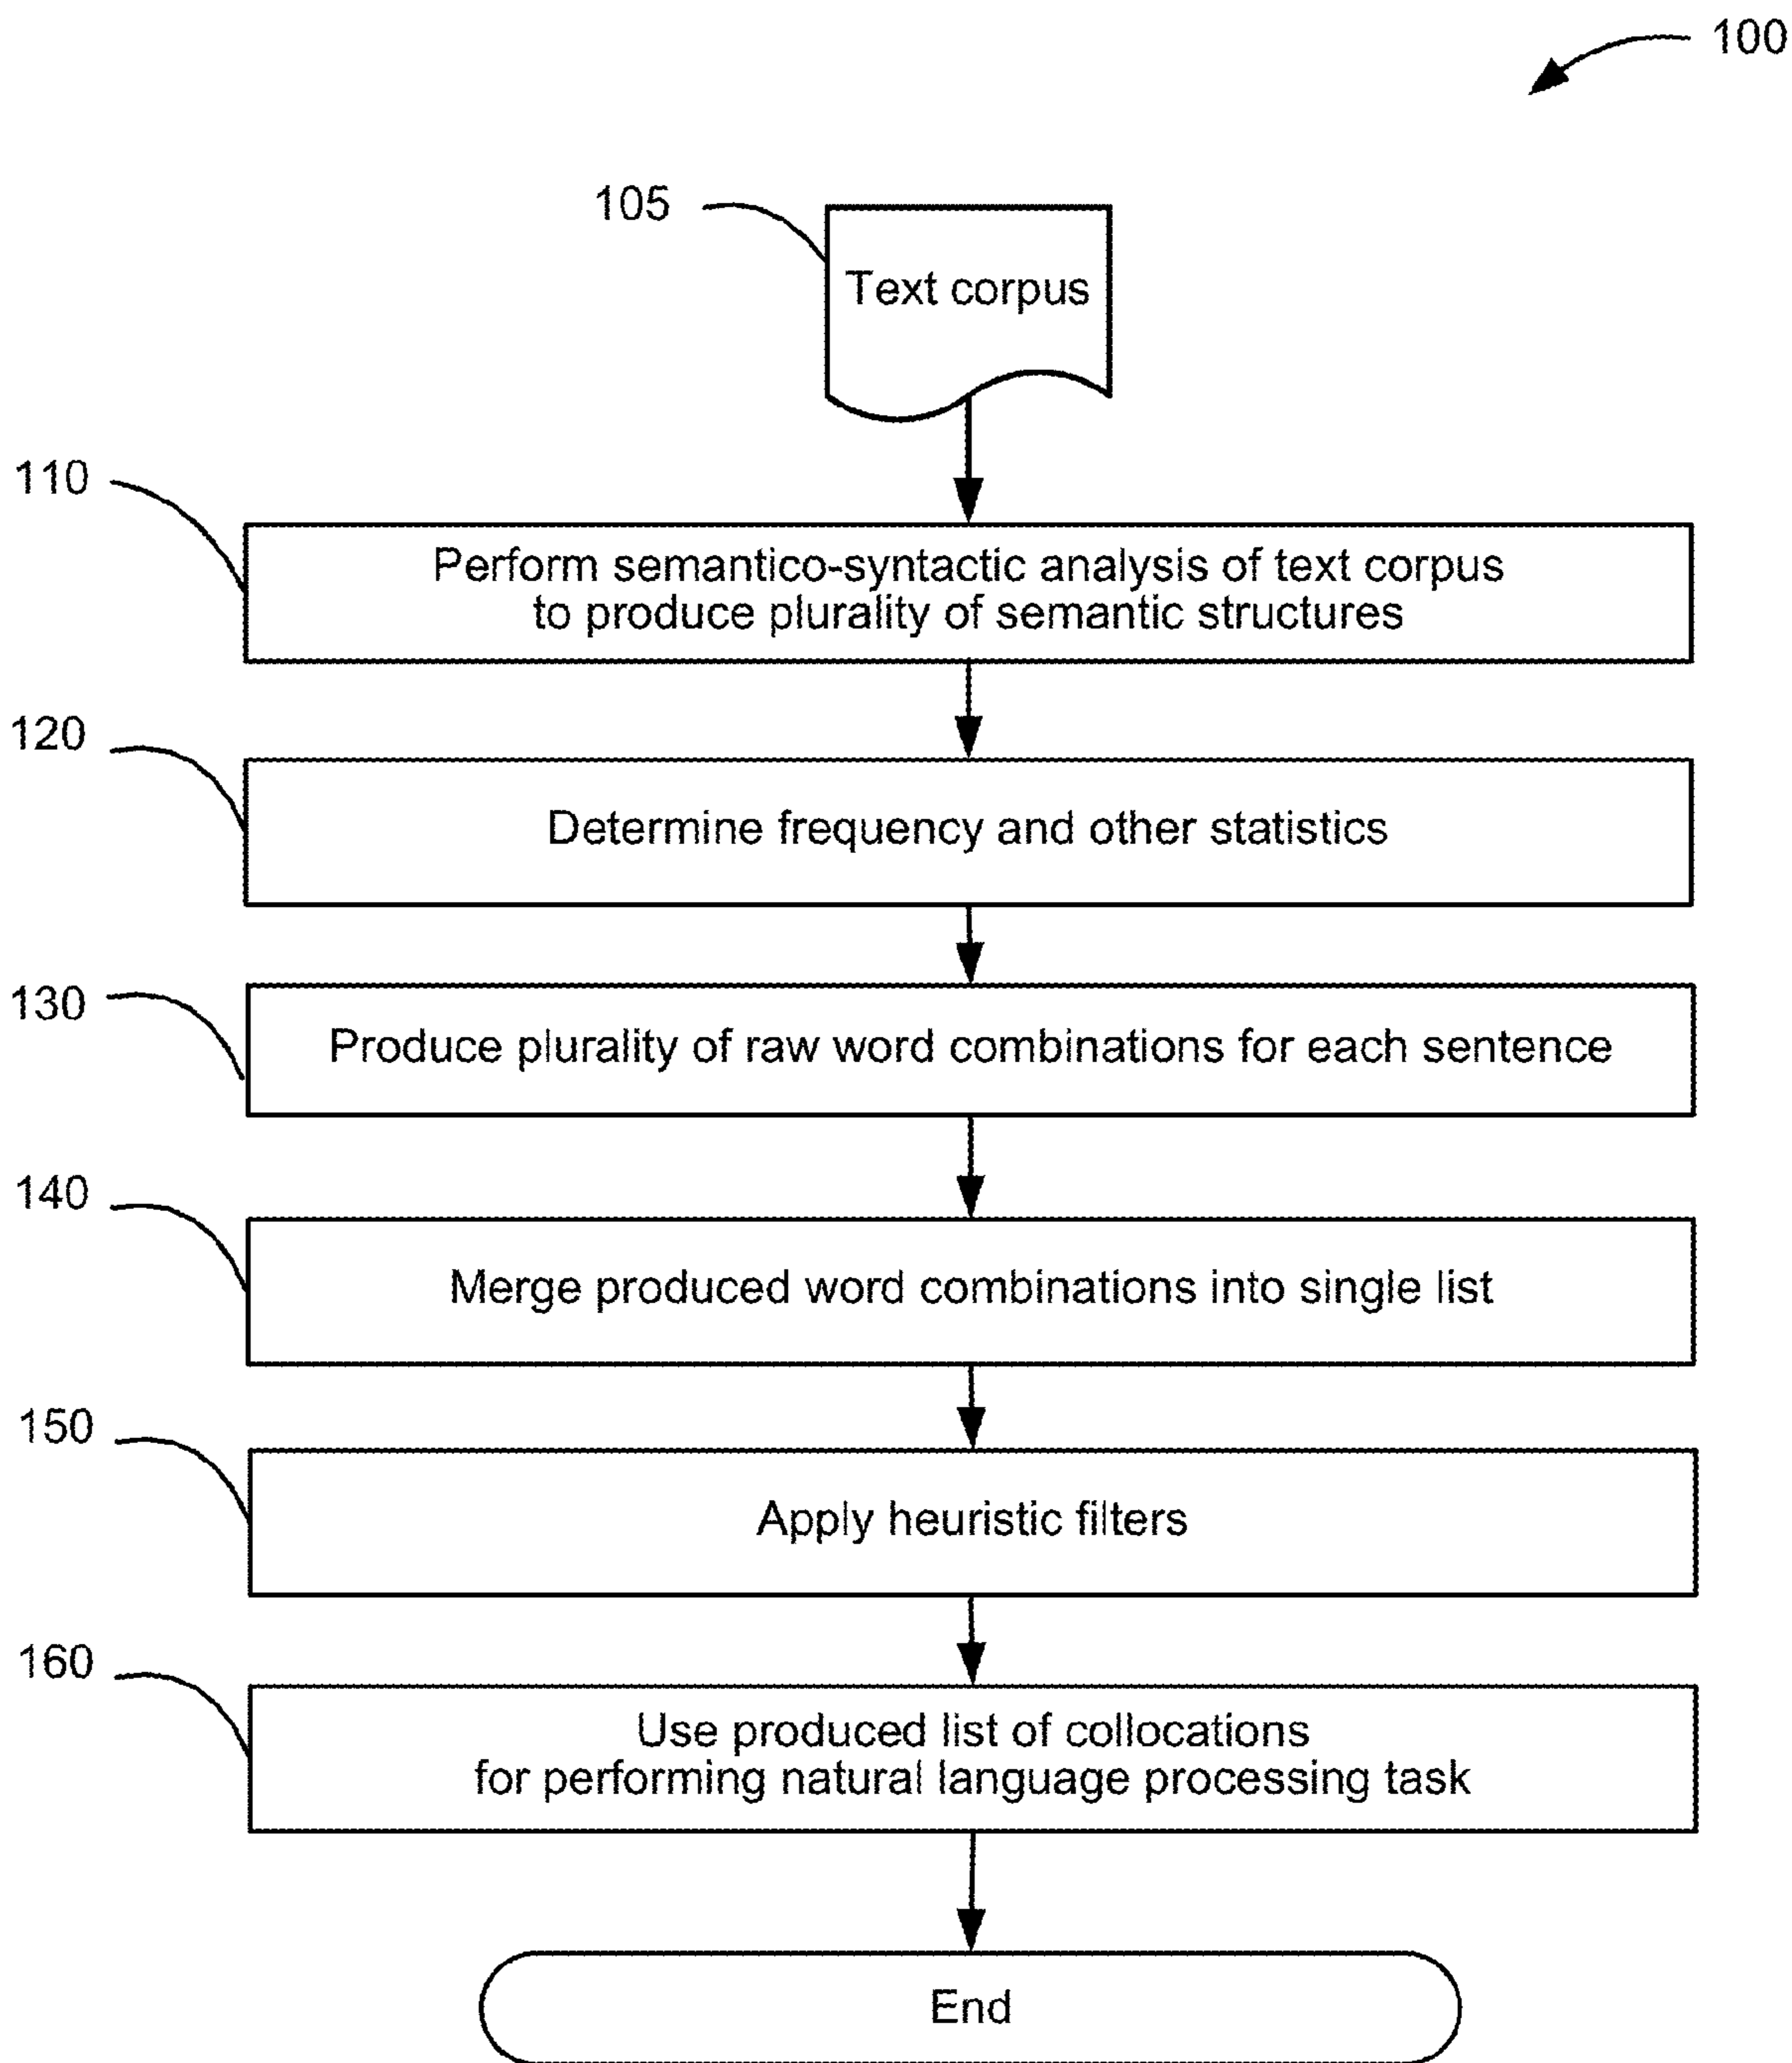 100
105
Text corpus
110
Perform semantico-syntactic analysis of text corpus
to produce plurality of semantic structures
120
Determine frequency and other statistics
130
Produce plurality of raw word combinations for each sentence
140
Merge produced word combinations into single list
150
Apply heuristic filters
160
Use produced list of collocations
for performing natural language processing task
End